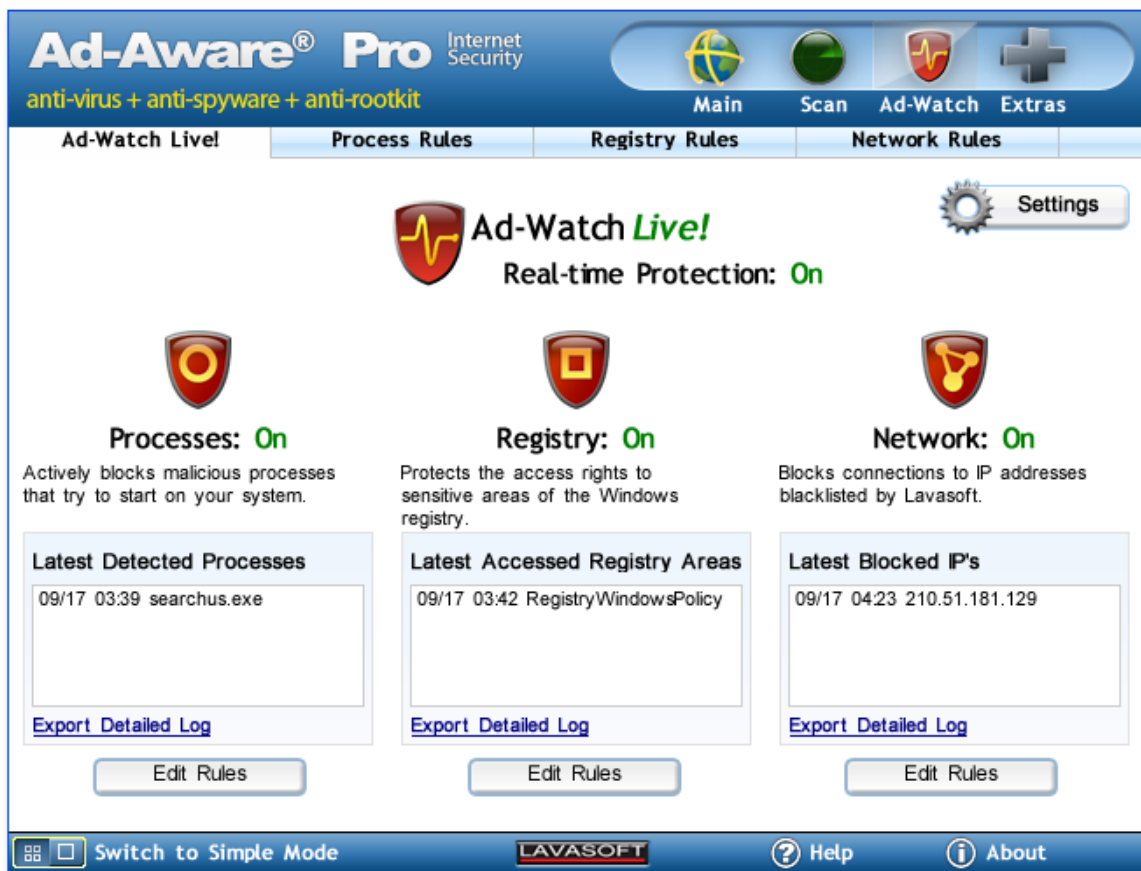 Ad-Aware® Pro Internet Security
anti-virus + anti-spyware + anti-rootkit
Main Scan Ad-Watch Extras
Ad-Watch Live! Process Rules Registry Rules Network Rules
Settings
Ad-Watch Live!
Real-time Protection: On
Processes: On
Actively blocks malicious processes
that try to start on your system.
Latest Detected Processes
09/17 03:39 searchus.exe
Export Detailed Log
Edit Rules
Registry: On
Protects the access rights to
sensitive areas of the Windows
registry.
Latest Accessed Registry Areas
09/17 03:42 RegistryWindowsPolicy
Export Detailed Log
Edit Rules
Network: On
Blocks connections to IP addresses
blacklisted by Lavasoft.
Latest Blocked IP's
09/17 04:23 210.51.181.129
Export Detailed Log
Edit Rules
Switch to Simple Mode LAVASOFT Help About